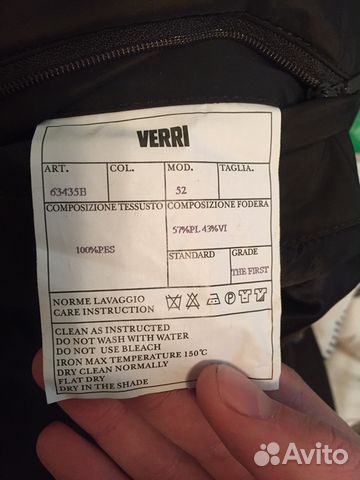 VERRI
ART. COL. MOD. TAGLIA.
63435B 52
COMPOSIZIONE TESSUTO COMPOSIZIONE FODERA
100%PES 57%PL 43%VI
STANDARD GRADE
THE FIRST
NORME LAVAGGIO
CARE INSTRUCTION
CLEAN AS INSTRUCTED
DO NOT WASH WITH WATER
DO NOT USE BLEACH
IRON MAX TEMPERATURE 150°C
DRY CLEAN NORMALLY
FLAT DRY
DRY IN THE SHADE
Avito